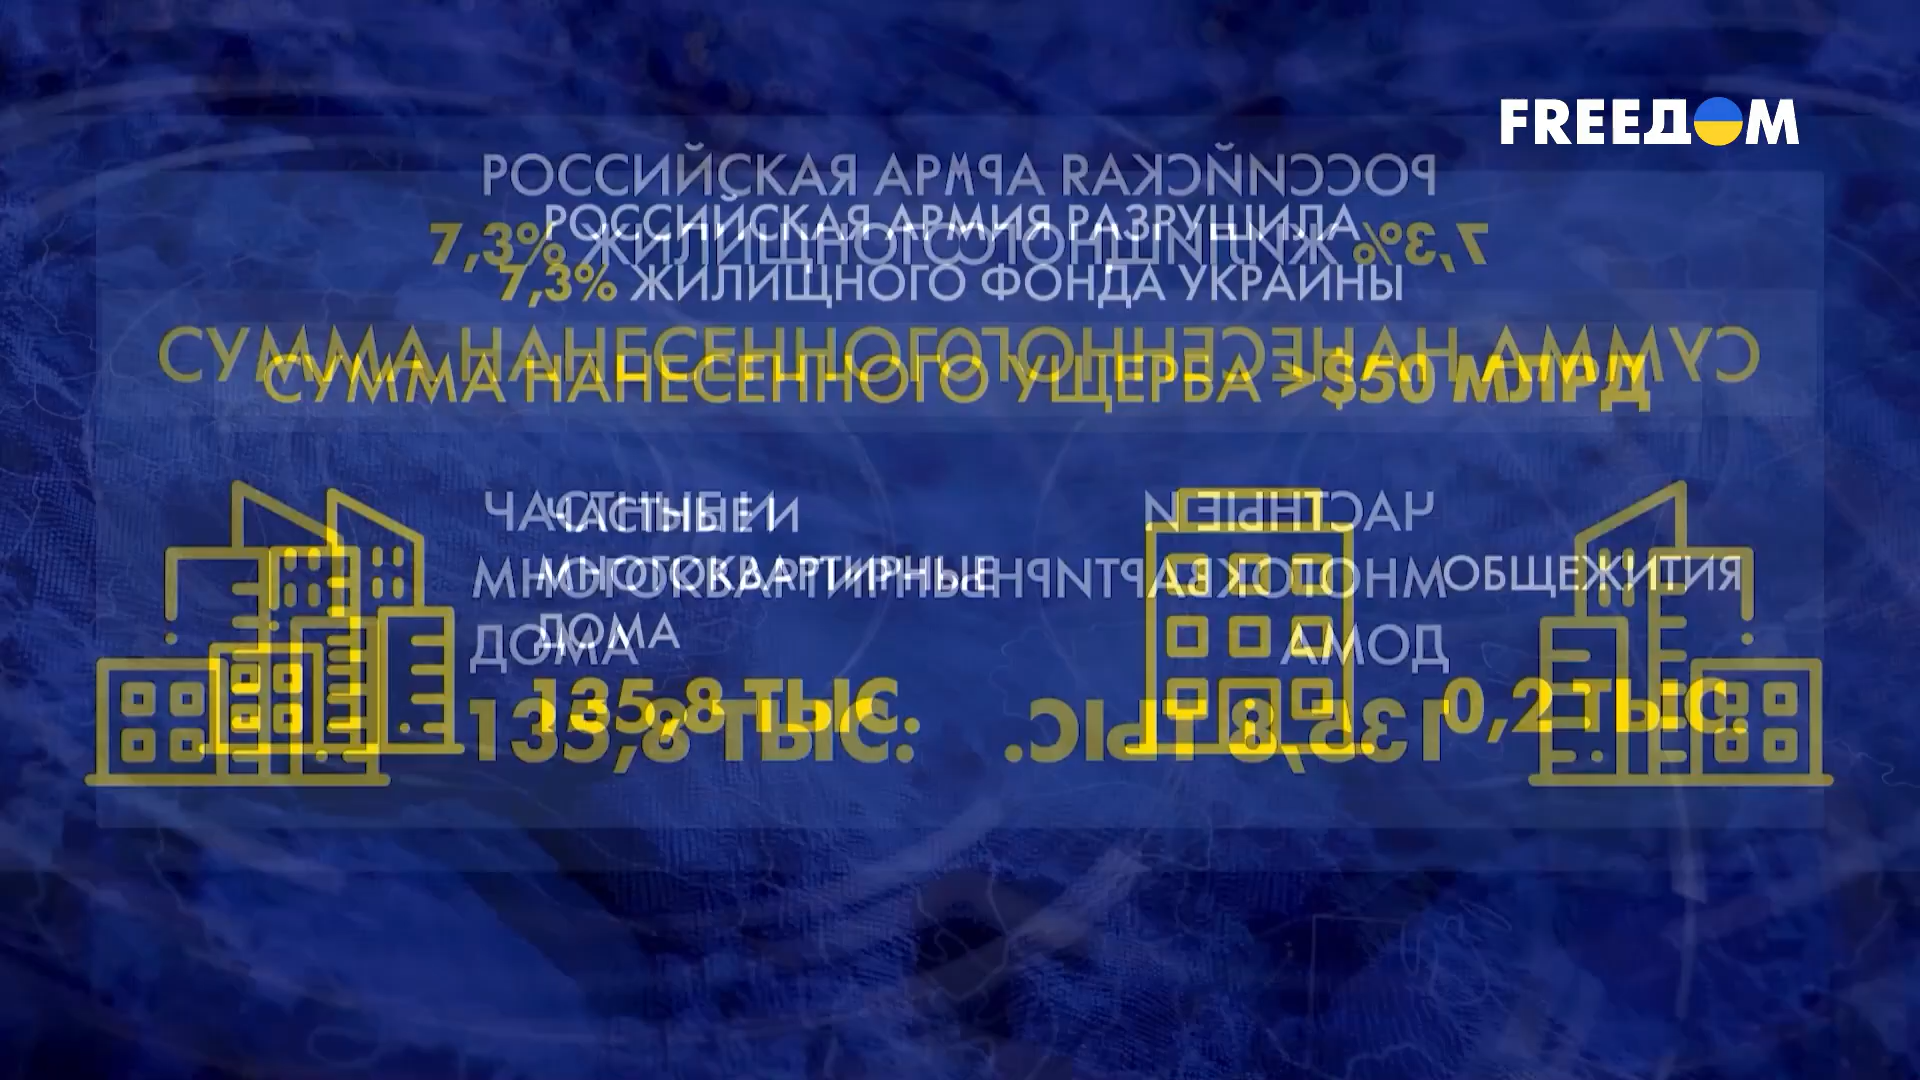 FREEДОМ
РОССИЙСКАЯ АРМИЯ РАЗРУШИЛА
7,3% ЖИЛИЩНОГО ФОНДА УКРАИНЫ
СУММА НАНЕСЕННОГО УЩЕРБА >$50 МЛРД
ЧАСТНЫЕ И
МНОГОКВАРТИРНЫЕ
ДОМА
135,8 ТЫС.
ОБЩЕЖИТИЯ
0,2 ТЫС.